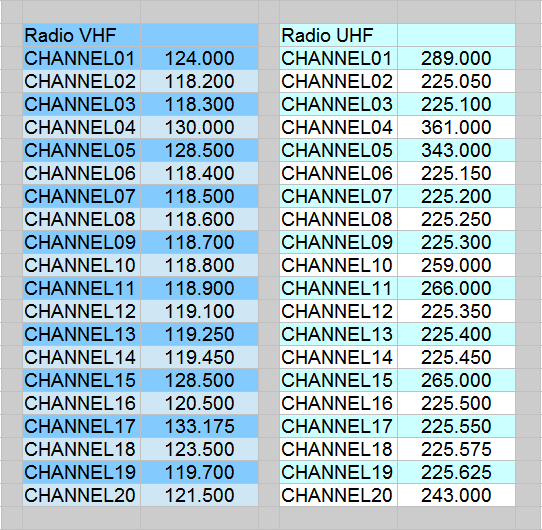 Radio VHF
CHANNEL01 124.000
CHANNEL02 118.200
CHANNEL03 118.300
CHANNEL04 130.000
CHANNEL05 128.500
CHANNEL06 118.400
CHANNEL07 118.500
CHANNEL08 118.600
CHANNEL09 118.700
CHANNEL10 118.800
CHANNEL11 118.900
CHANNEL12 119.100
CHANNEL13 119.250
CHANNEL14 119.450
CHANNEL15 128.500
CHANNEL16 120.500
CHANNEL17 133.175
CHANNEL18 123.500
CHANNEL19 119.700
CHANNEL20 121.500
Radio UHF
CHANNEL01 289.000
CHANNEL02 225.050
CHANNEL03 225.100
CHANNEL04 361.000
CHANNEL05 343.000
CHANNEL06 225.150
CHANNEL07 225.200
CHANNEL08 225.250
CHANNEL09 225.300
CHANNEL10 259.000
CHANNEL11 266.000
CHANNEL12 225.350
CHANNEL13 225.400
CHANNEL14 225.450
CHANNEL15 265.000
CHANNEL16 225.500
CHANNEL17 225.550
CHANNEL18 225.575
CHANNEL19 225.625
CHANNEL20 243.000